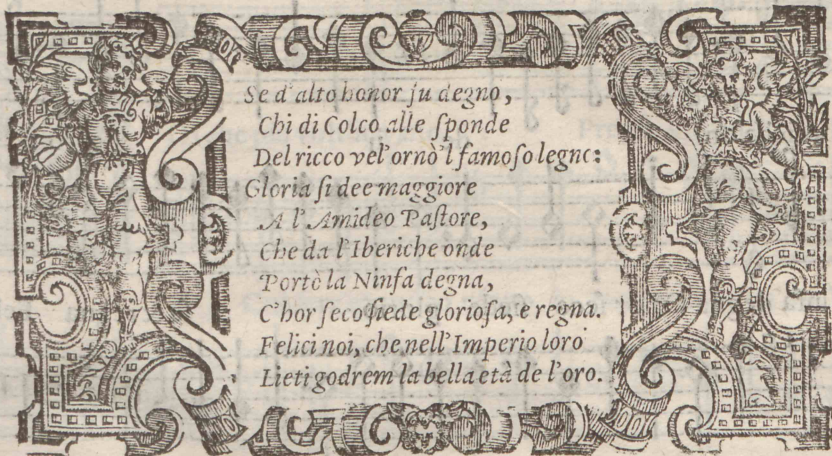 Se d'alto honor fu degno,
Chi di Colco alle ſponde
Del ricco vel' ornò 'l famoſo legno:
Gloria ſi dee maggiore
A l' Amideo Paſtore,
Che da l'Iberiche onde
Portò la Ninfa degna,
C'hor ſeco ſiede glorioſa, e regna.
Felici noi, che nell' Imperio loro
Lieti godrem la bella età de l'oro.